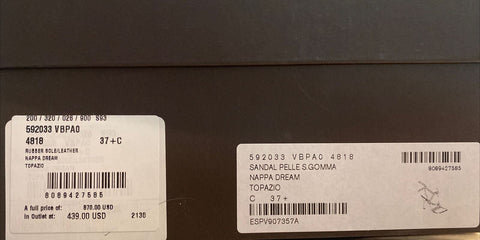 200 / 320 / 028 / 900 S93
592033 VBPA0
4818 37+C
RUBBER SOLE/LEATHER
NAPPA DREAM
TOPAZIO
8089427585
A full price of: 870.00 USD
In Outlet at: 439.00 USD 2130
592033 VBPA0 4818
SANDAL PELLE S.GOMMA
NAPPA DREAM
TOPAZIO
C 37+
ESPV907357A
8089427585